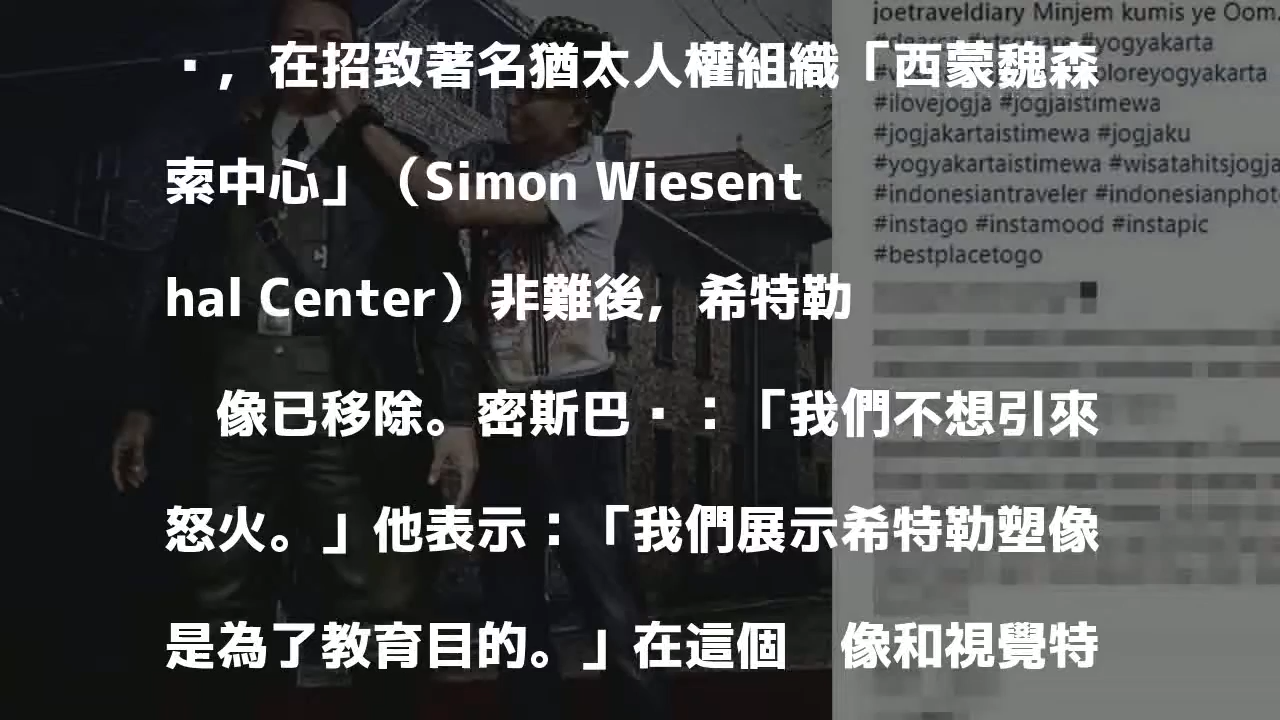 ·，在招致著名猶太人權組織「西蒙魏森
索中心」（Simon Wiesent
hal Center）非難後，希特勒
像已移除。密斯巴·：「我們不想引來
怒火。」他表示：「我們展示希特勒塑像
是為了教育目的。」在這個　像和視覺特
joetraveldiary Minjem kumis ye Oom.
#yogyakarta
#ilovejogja #jogjaistimewa
#jogjakartaistimewa #jogjaku
#yogyakartaistimewa #wisatahitsjogja
#indonesiantraveler #indonesianphot
#instago #instamood #instapic
#bestplacetogo